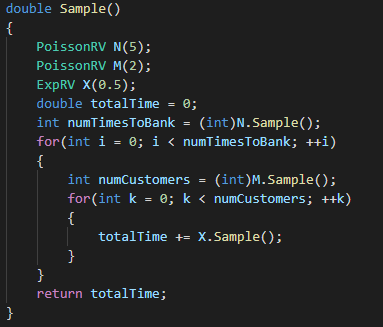 double Sample()
{
    PoissonRV N(5);
    PoissonRV M(2);
    ExpRV X(0.5);
    double totalTime = 0;
    int numTimesToBank = (int)N.Sample();
    for(int i = 0; i < numTimesToBank; ++i)
    {
        int numCustomers = (int)M.Sample();
        for(int k = 0; k < numCustomers; ++k)
        {
            totalTime += X.Sample();
        }
    }
    return totalTime;
}